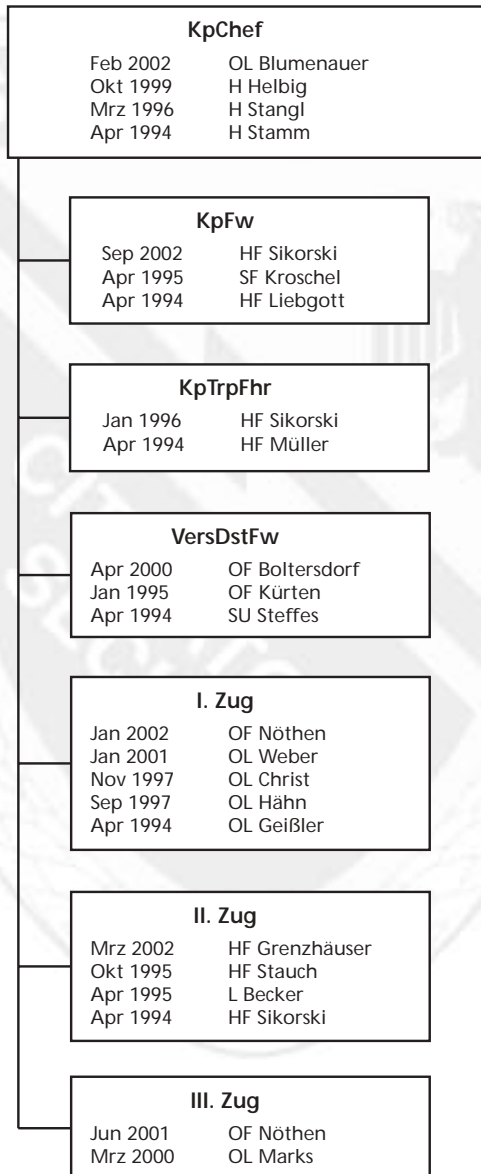 KpChef
Feb 2002 OL Blumenauer
Okt 1999 H Helbig
Mrz 1996 H Stangl
Apr 1994 H Stamm
KpFw
Sep 2002 HF Sikorski
Apr 1995 SF Kroschel
Apr 1994 HF Liebgott
KpTrpFhr
Jan 1996 HF Sikorski
Apr 1994 HF Müller
VersDstFw
Apr 2000 OF Boltersdorf
Jan 1995 OF Kürten
Apr 1994 SU Steffes
I. Zug
Jan 2002 OF Nöthen
Jan 2001 OL Weber
Nov 1997 OL Christ
Sep 1997 OL Hähn
Apr 1994 OL Geißler
II. Zug
Mrz 2002 HF Grenzhäuser
Okt 1995 HF Stauch
Apr 1995 L Becker
Apr 1994 HF Sikorski
III. Zug
Jun 2001 OF Nöthen
Mrz 2000 OL Marks